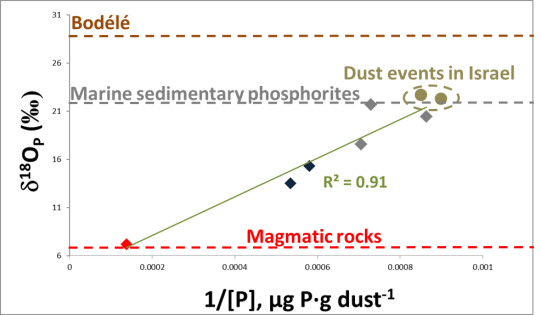 31
Bodélé
26
Dust events in Israel
Marine sedimentary phosphorites
21
δ¹⁸Oₚ (‰)
16
R² = 0.91
11
Magmatic rocks
6
0 0.0002 0.0004 0.0006 0.0008 0.001
1/[P], µg P·g dust⁻¹